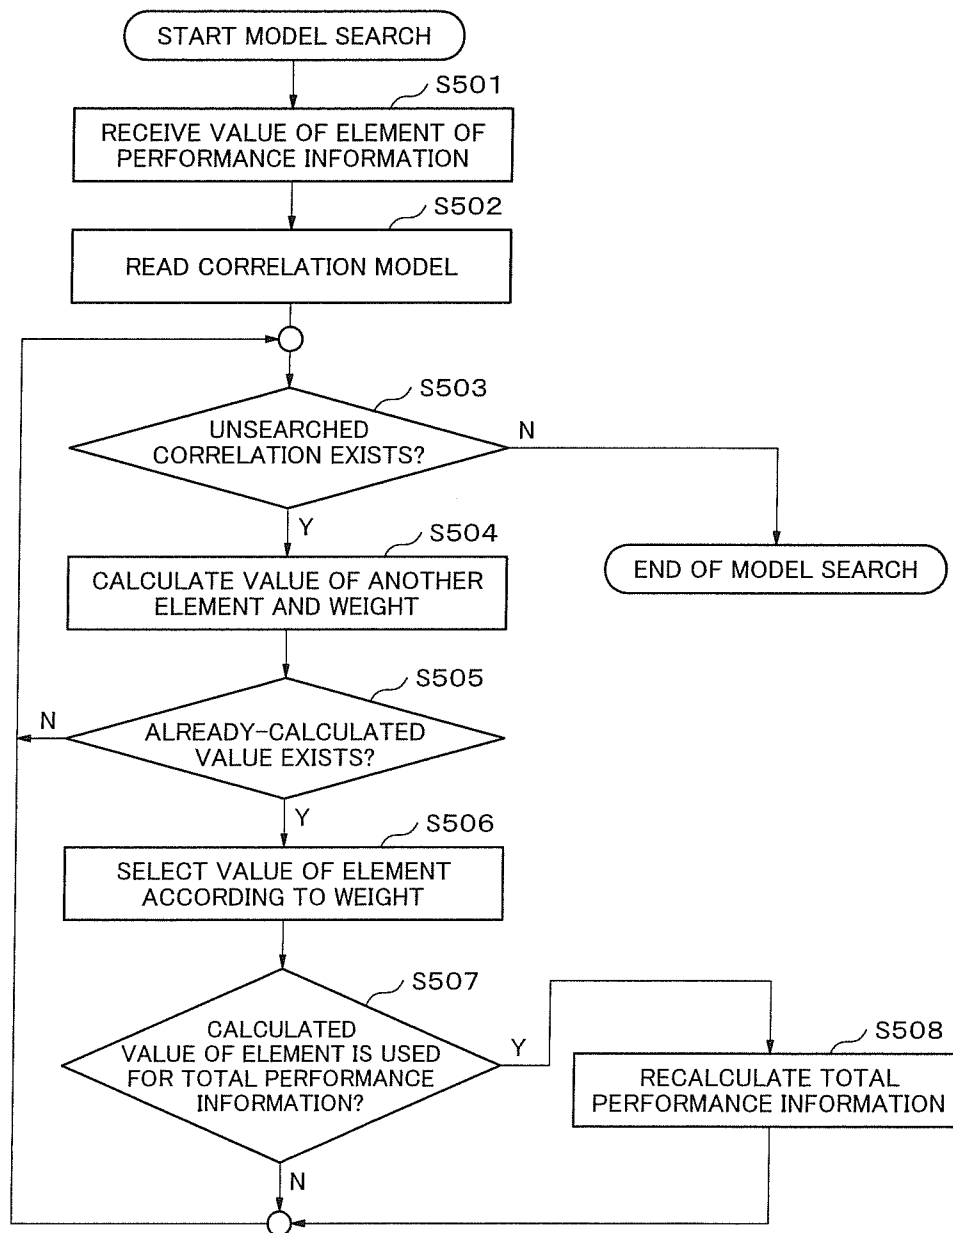 START MODEL SEARCH
S501
RECEIVE VALUE OF ELEMENT OF
PERFORMANCE INFORMATION
S502
READ CORRELATION MODEL
S503
UNSEARCHED
CORRELATION EXISTS?
N
Y
S504
CALCULATE VALUE OF ANOTHER
ELEMENT AND WEIGHT
END OF MODEL SEARCH
S505
N
ALREADY-CALCULATED
VALUE EXISTS?
Y
S506
SELECT VALUE OF ELEMENT
ACCORDING TO WEIGHT
S507
CALCULATED
VALUE OF ELEMENT IS USED
FOR TOTAL PERFORMANCE
INFORMATION?
Y
S508
RECALCULATE TOTAL
PERFORMANCE INFORMATION
N